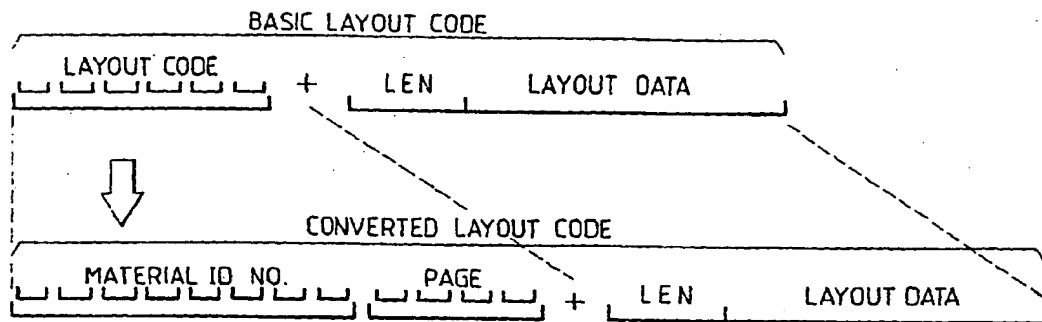 BASIC LAYOUT CODE
LAYOUT CODE + LEN LAYOUT DATA
CONVERTED LAYOUT CODE
MATERIAL ID NO. PAGE + LEN LAYOUT DATA